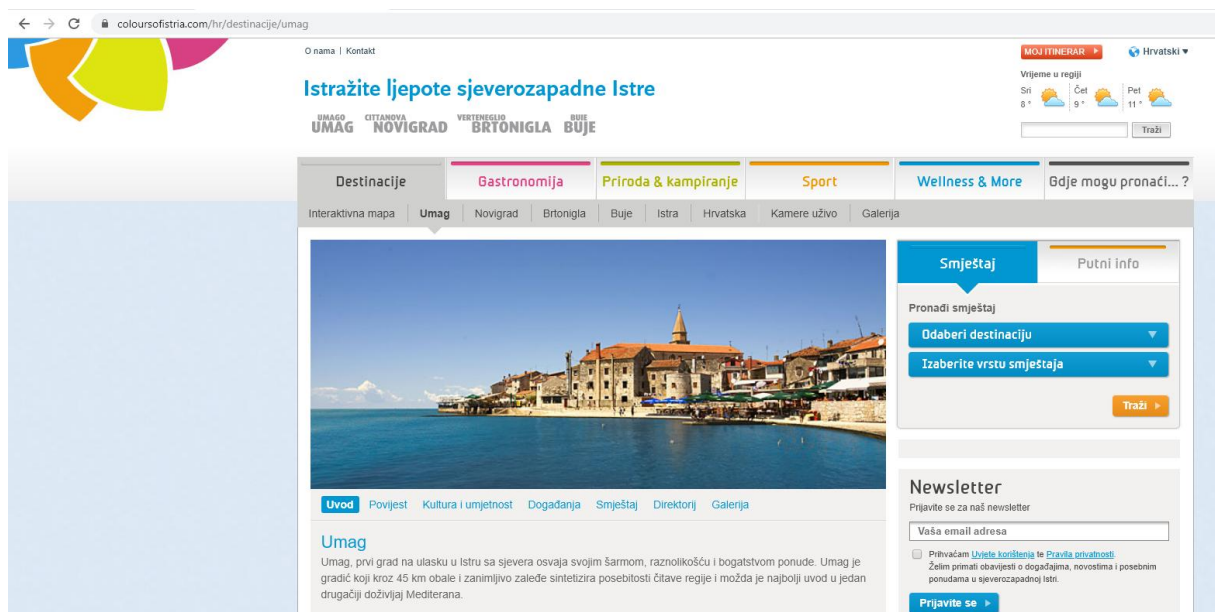 coloursofistria.com/hr/destinacije/umag
O nama | Kontakt
MOJ ITINERAR
Hrvatski
Istražite ljepote sjeverozapadne Istre
Vrijeme u regiji
Sri Čet Pet
8° 9° 11°
UMAGO CITTANOVA VERTENEGLIO BUIE
UMAG NOVIGRAD BRTONIGLA BUJE
Traži
Destinacije Gastronomija Priroda & kampiranje Sport Wellness & More Gdje mogu pronaći... ?
Interaktivna mapa Umag Novigrad Brtonigla Buje Istra Hrvatska Kamere uživo Galerija
Smještaj Putni info
Pronađi smještaj
Odaberi destinaciju
Izaberite vrstu smještaja
Traži
Uvod Povijest Kultura i umjetnost Događanja Smještaj Direktorij Galerija
Umag
Umag, prvi grad na ulasku u Istru sa sjevera osvaja svojim šarmom, raznolikošću i bogatstvom ponude. Umag je
gradić koji kroz 45 km obale i zanimljivo zaleđe sintetizira posebitosti čitave regije i možda je najbolji uvod u jedan
drugačiji doživljaj Mediterana.
Newsletter
Prijavite se za naš newsletter
Vaša email adresa
Prihvaćam Uvjete korištenja te Pravila privatnosti.
Želim primati obavijesti o događajima, novostima i posebnim
ponudama u sjeverozapadnoj Istri.
Prijavite se